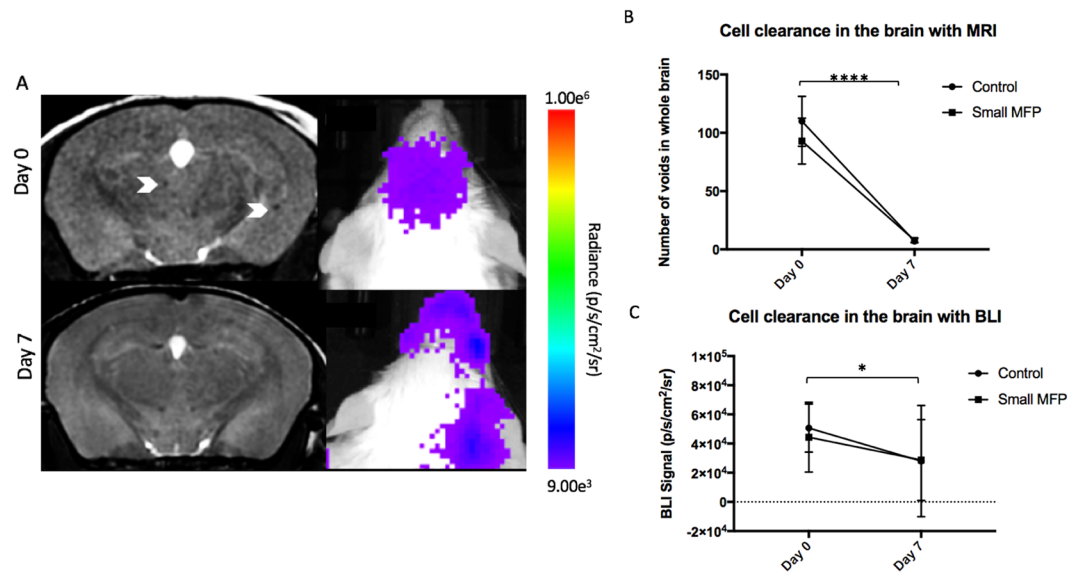 A
Day 0
Day 7
1.00e⁶
Radiance (p/s/cm²/sr)
9.00e³
B
Cell clearance in the brain with MRI
Number of voids in whole brain
150
100
50
0
****
Control
Small MFP
Day 0
Day 7
C
Cell clearance in the brain with BLI
BLI Signal (p/s/cm²/sr)
1×10⁵
8×10⁴
6×10⁴
4×10⁴
2×10⁴
0
-2×10⁴
*
Control
Small MFP
Day 0
Day 7